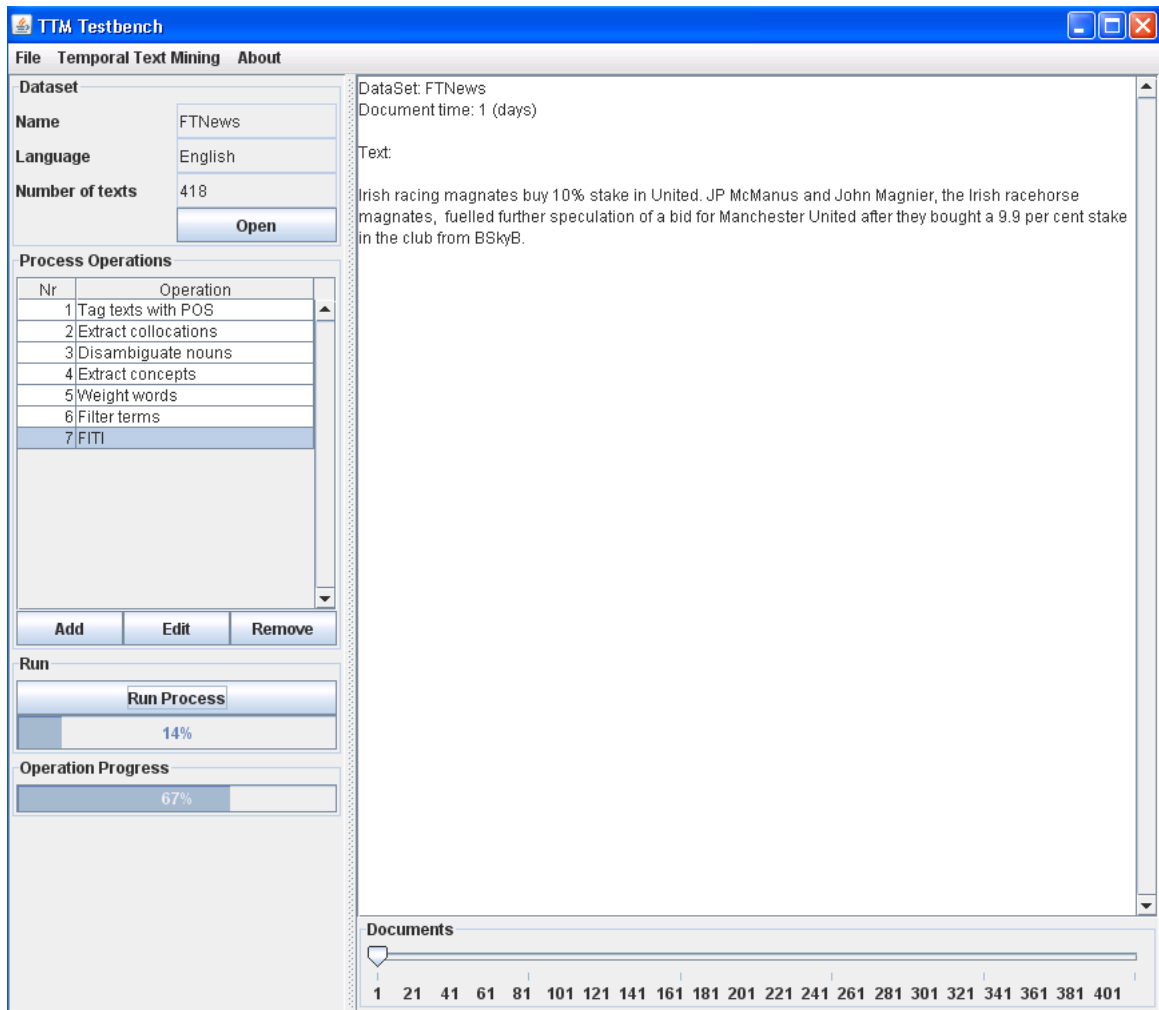 TTM Testbench
File Temporal Text Mining About
Dataset
Name FTNews
Language English
Number of texts 418
Open
Process Operations
Nr Operation
1 Tag texts with POS
2 Extract collocations
3 Disambiguate nouns
4 Extract concepts
5 Weight words
6 Filter terms
7 FITI
Add Edit Remove
Run
Run Process
14%
Operation Progress
67%
DataSet: FTNews
Document time: 1 (days)
Text:
Irish racing magnates buy 10% stake in United. JP McManus and John Magnier, the Irish racehorse
magnates,  fuelled further speculation of a bid for Manchester United after they bought a 9.9 per cent stake
in the club from BSkyB.
Documents
1 21 41 61 81 101 121 141 161 181 201 221 241 261 281 301 321 341 361 381 401